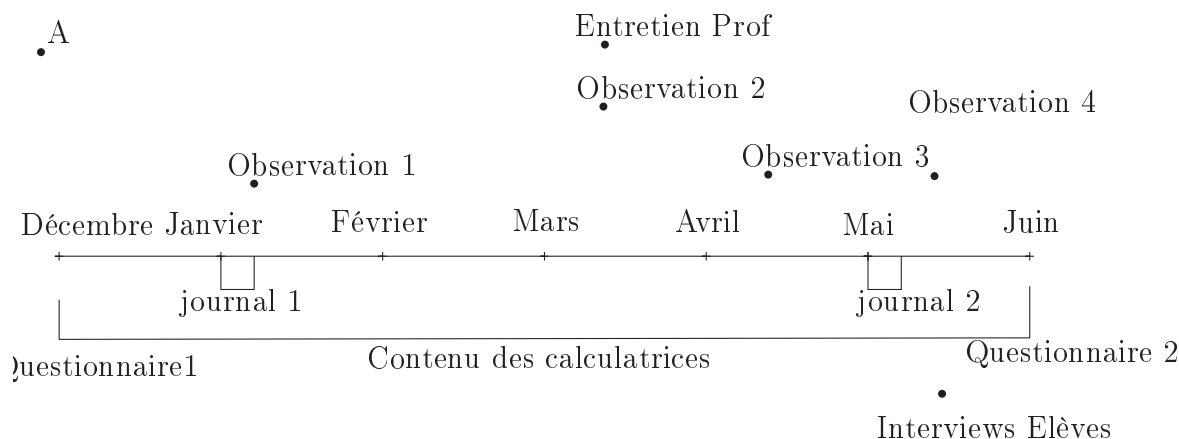 A
Entretien Prof
Observation 2
Observation 4
Observation 3
Observation 1
Décembre Janvier Février Mars Avril Mai Juin
journal 1 journal 2
Contenu des calculatrices
Questionnaire 2
uestionnaire1
Interviews Elèves